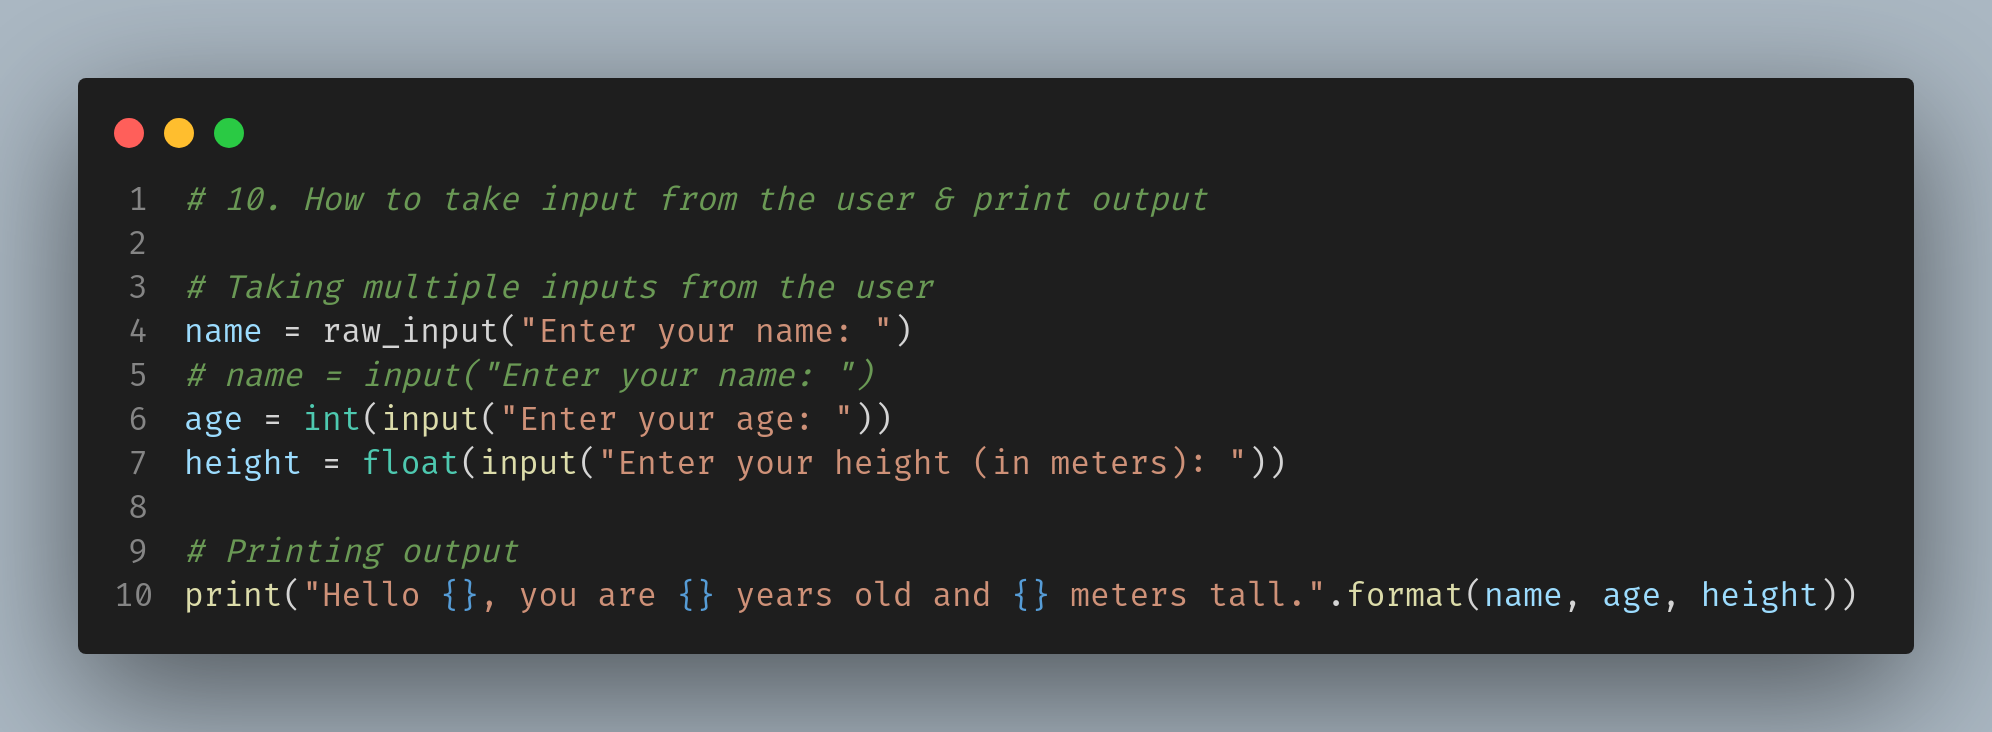 1 # 10. How to take input from the user & print output
2
3 # Taking multiple inputs from the user
4 name = raw_input("Enter your name: ")
5 # name = input("Enter your name: ")
6 age = int(input("Enter your age: "))
7 height = float(input("Enter your height (in meters): "))
8
9 # Printing output
10 print("Hello {}, you are {} years old and {} meters tall.".format(name, age, height))